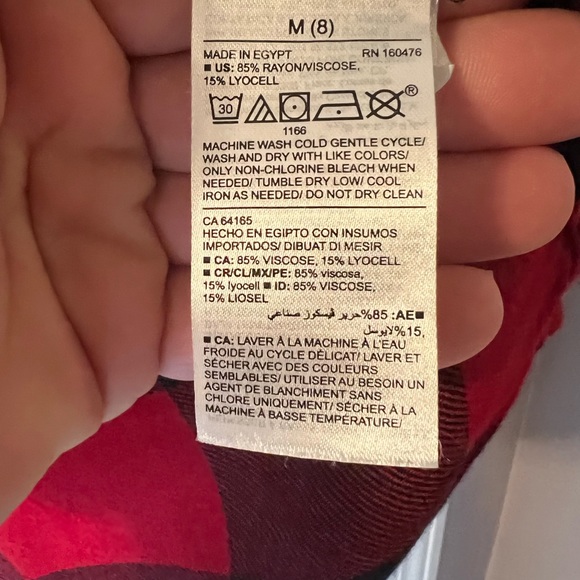 M (8)
MADE IN EGYPT RN 160476
■ US: 85% RAYON/VISCOSE,
15% LYOCELL
30 ®
1166
MACHINE WASH COLD GENTLE CYCLE/
WASH AND DRY WITH LIKE COLORS/
ONLY NON-CHLORINE BLEACH WHEN
NEEDED/ TUMBLE DRY LOW/ COOL
IRON AS NEEDED/ DO NOT DRY CLEAN
CA 64165
HECHO EN EGIPTO CON INSUMOS
IMPORTADOS/ DIBUAT DI MESIR
■ CA: 85% VISCOSE, 15% LYOCELL
■ CR/CL/MX/PE: 85% viscosa,
15% lyocell ■ ID: 85% VISCOSE,
15% LIOSEL
■AE: 85%حرير فيسكوز صناعي
,15%لايوسل
■ CA: LAVER À LA MACHINE À L'EAU
FROIDE AU CYCLE DÉLICAT/ LAVER ET
SÉCHER AVEC DES COULEURS
SEMBLABLES/ UTILISER AU BESOIN UN
AGENT DE BLANCHIMENT SANS
CHLORE UNIQUEMENT/ SÉCHER À LA
MACHINE À BASSE TEMPÉRATURE/